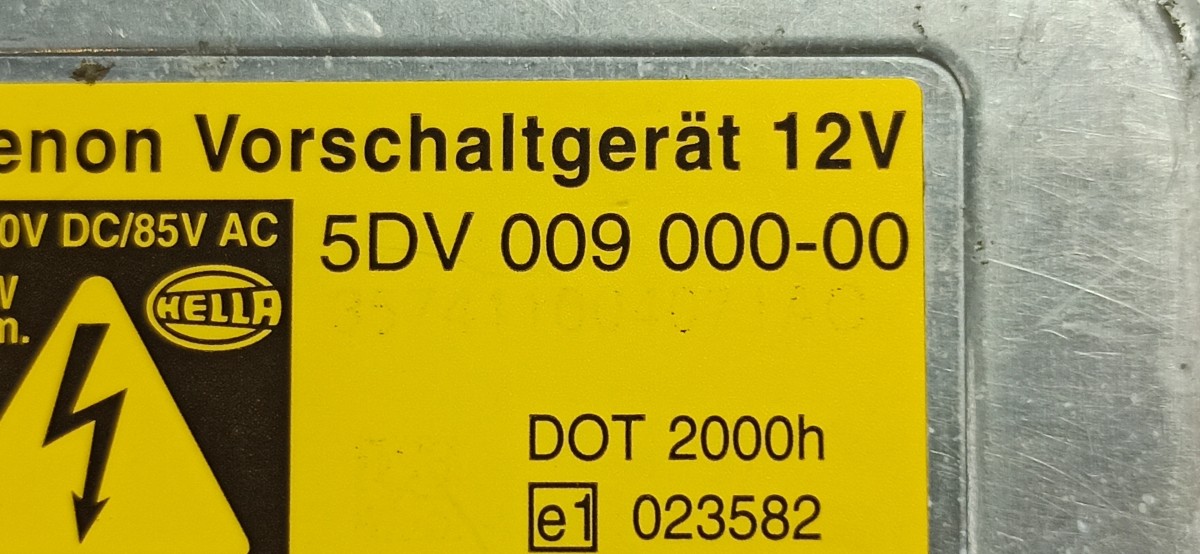 enon Vorschaltgerät 12V
0V DC/85V AC
5DV 009 000-00
V
HELLA
m.
DOT 2000h
e1 023582